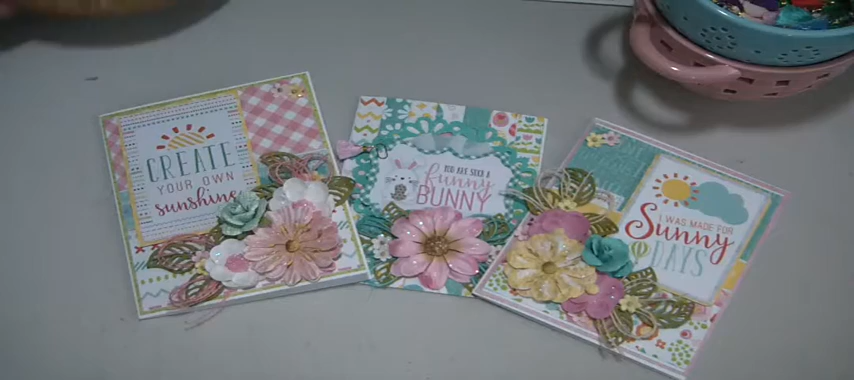 CREATE
YOUR OWN
sunshine
YOU ARE SUCH A
funny
BUNNY
I WAS MADE FOR
Sunny
DAYS